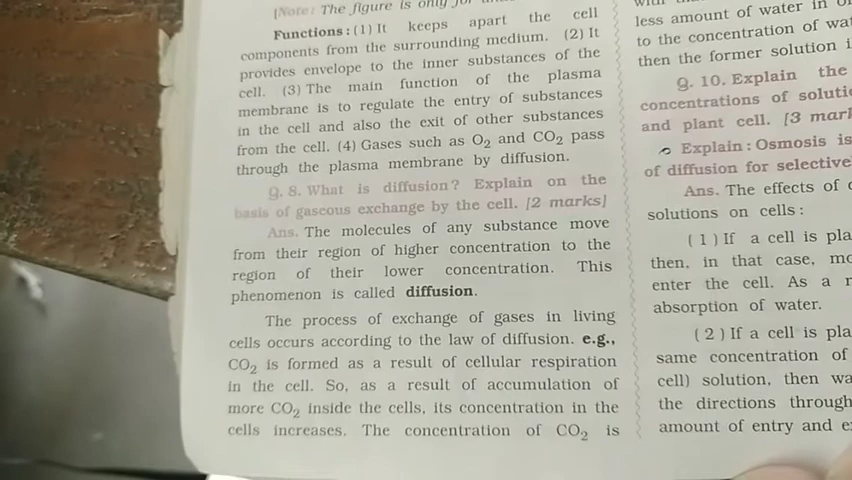 [Note: The figure is only for
Functions : (1) It keeps apart the cell
components from the surrounding medium. (2) It
provides envelope to the inner substances of the
cell. (3) The main function of the plasma
membrane is to regulate the entry of substances
in the cell and also the exit of other substances
from the cell. (4) Gases such as O₂ and CO₂ pass
through the plasma membrane by diffusion.
Q. 8. What is diffusion? Explain on the
basis of gaseous exchange by the cell. [2 marks]
Ans. The molecules of any substance move
from their region of higher concentration to the
region of their lower concentration. This
phenomenon is called diffusion.
The process of exchange of gases in living
cells occurs according to the law of diffusion. e.g.,
CO₂ is formed as a result of cellular respiration
in the cell. So, as a result of accumulation of
more CO₂ inside the cells, its concentration in the
cells increases. The concentration of CO₂ is
less amount of water in
to the concentration of
then the former solution
Q. 10. Explain the
concentrations of
and plant cell. [3
Explain : Osmosis is
of diffusion for selective
Ans. The effects of
solutions on cells :
(1) If a cell is
then, in that case,
enter the cell. As a
absorption of water.
(2) If a cell is
same concentration of
cell) solution, then
the directions through
amount of entry and